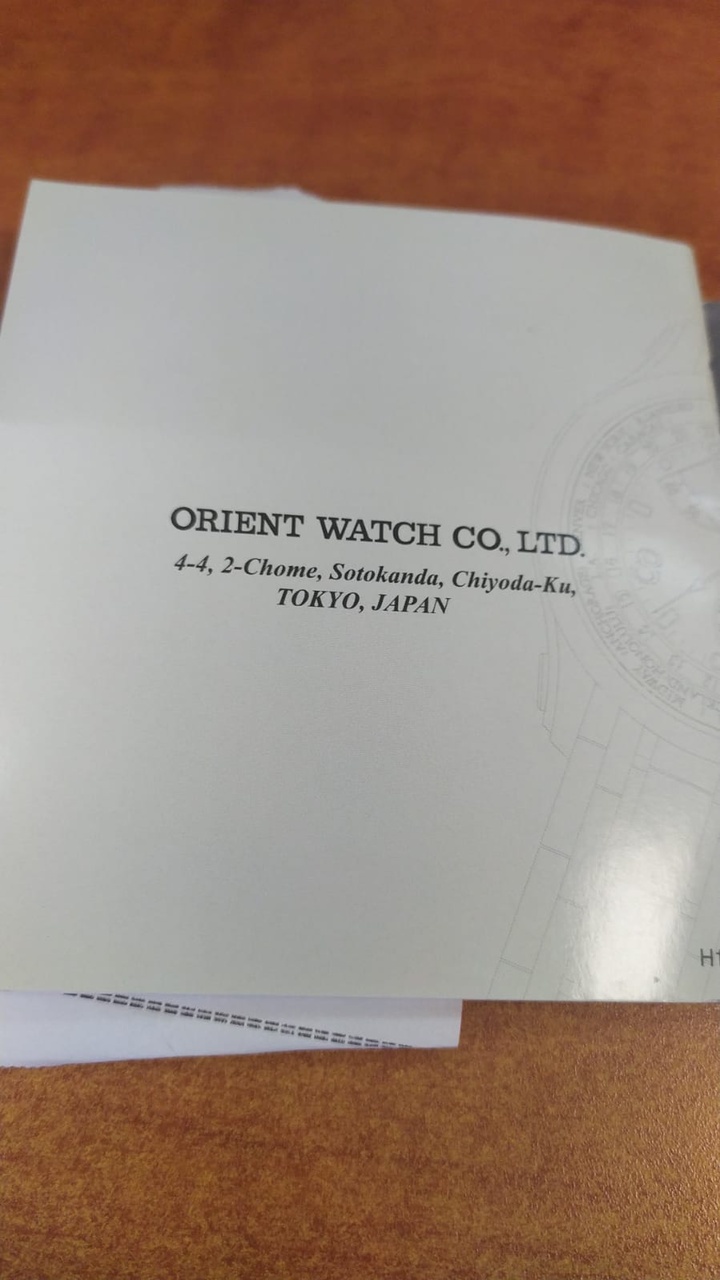 ORIENT WATCH CO., LTD.
4-4, 2-Chome, Sotokanda, Chiyoda-Ku,
TOKYO, JAPAN